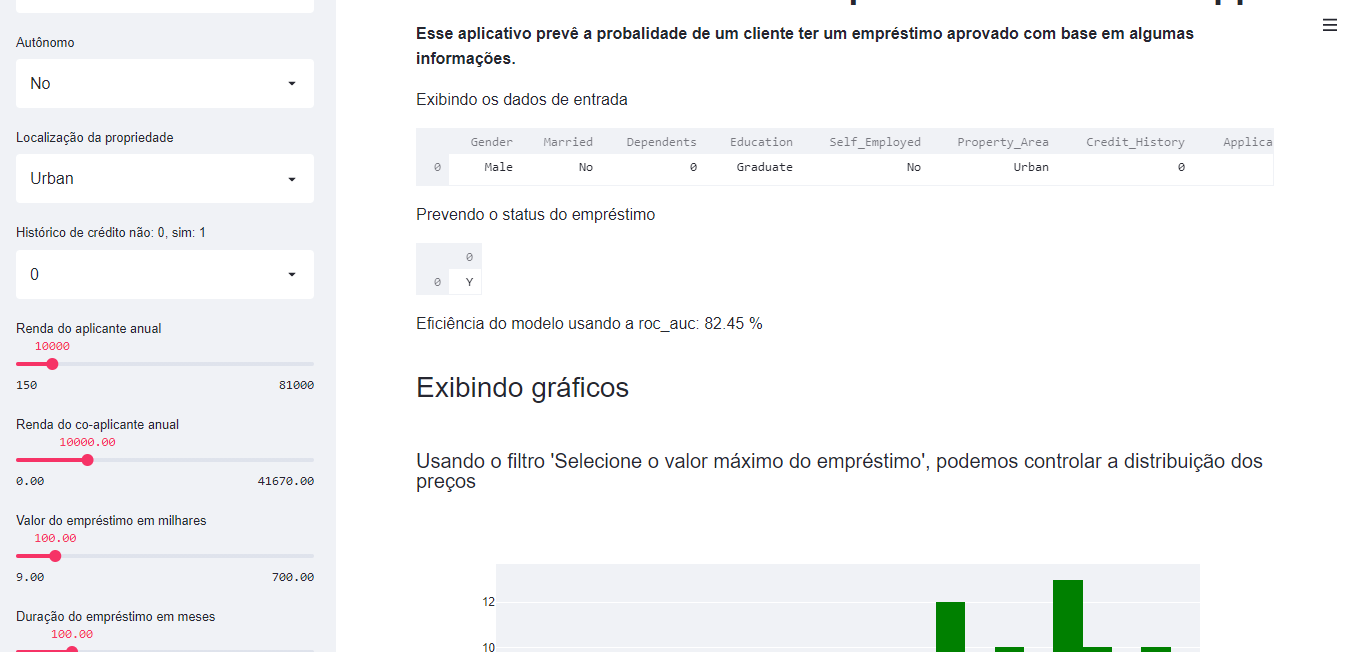 Autônomo
No
Localização da propriedade
Urban
Histórico de crédito não: 0, sim: 1
0
Renda do aplicante anual
10000
150 81000
Renda do co-aplicante anual
10000.00
0.00 41670.00
Valor do empréstimo em milhares
100.00
9.00 700.00
Duração do empréstimo em meses
100.00
Esse aplicativo prevê a probalidade de um cliente ter um empréstimo aprovado com base em algumas
informações.
Exibindo os dados de entrada
Gender Married Dependents Education Self_Employed Property_Area Credit_History Applica
0 Male No 0 Graduate No Urban 0
Prevendo o status do empréstimo
0
0 Y
Eficiência do modelo usando a roc_auc: 82.45 %
Exibindo gráficos
Usando o filtro 'Selecione o valor máximo do empréstimo', podemos controlar a distribuição dos
preços
12
10